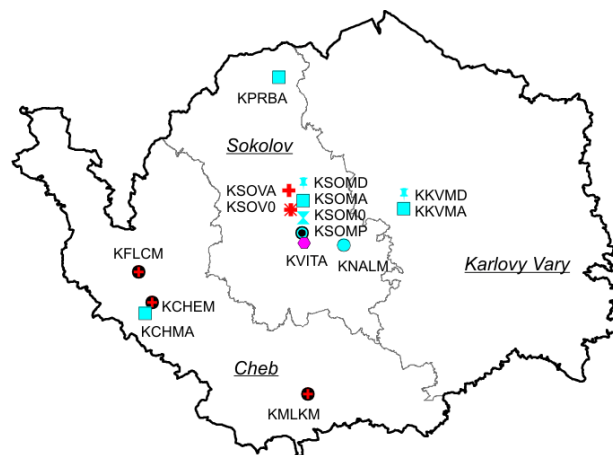 KPRBA
Sokolov
KSOMD
KSOVA
KSOMA
KKVMD
KSOV0
KSOM0
KKVMA
KSOMP
KVITA
KNALM
Karlovy Vary
KFLCM
KCHEM
KCHMA
Cheb
KMLKM